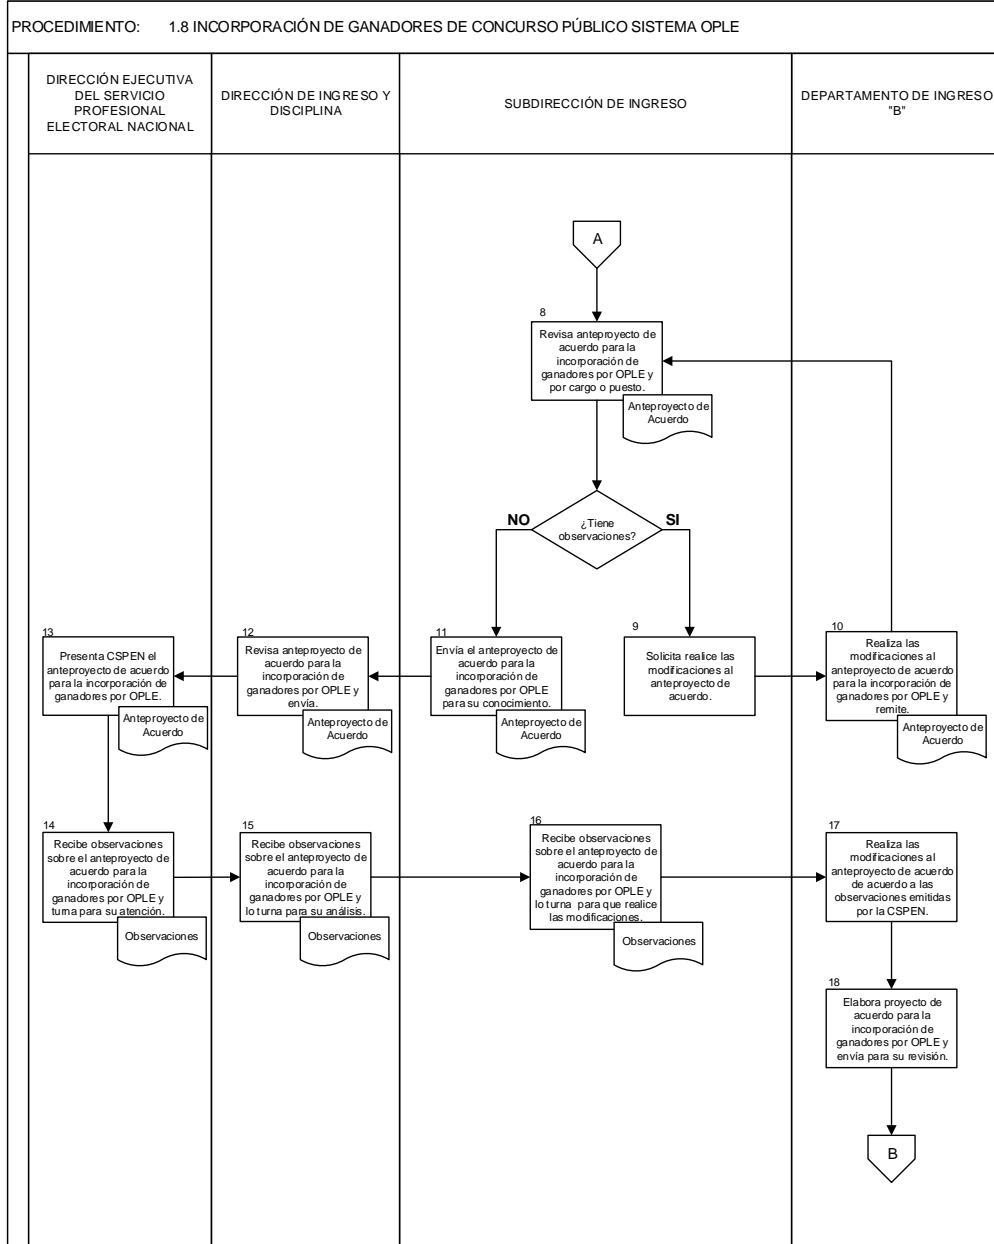 PROCEDIMIENTO: 1.8 INCORPORACIÓN DE GANADORES DE CONCURSO PÚBLICO SISTEMA OPLE
DIRECCIÓN EJECUTIVA
DEL SERVICIO
PROFESIONAL
ELECTORAL NACIONAL
DIRECCIÓN DE INGRESO Y
DISCIPLINA
SUBDIRECCIÓN DE INGRESO
DEPARTAMENTO DE INGRESO
"B"
A
8
Revisa anteproyecto de
acuerdo para la
incorporación de
ganadores por OPLE y
por cargo o puesto.
Anteproyecto de
Acuerdo
¿Tiene
observaciones?
NO
SI
13
Presenta CSPEN el
anteproyecto de acuerdo
para la incorporación de
ganadores por OPLE.
Anteproyecto de
Acuerdo
12
Revisa anteproyecto de
acuerdo para la
incorporación de
ganadores por OPLE y
envía.
Anteproyecto de
Acuerdo
11
Envía el anteproyecto de
acuerdo para la
incorporación de
ganadores por OPLE
para su conocimiento.
Anteproyecto de
Acuerdo
9
Solicita realice las
modificaciones al
anteproyecto de
acuerdo.
10
Realiza las
modificaciones al
anteproyecto de acuerdo
para la incorporación de
ganadores por OPLE y
remite.
Anteproyecto de
Acuerdo
14
Recibe observaciones
sobre el anteproyecto de
acuerdo para la
incorporación de
ganadores por OPLE y
turna para su atención.
Observaciones
15
Recibe observaciones
sobre el anteproyecto de
acuerdo para la
incorporación de
ganadores por OPLE y
lo turna para su análisis.
Observaciones
16
Recibe observaciones
sobre el anteproyecto de
acuerdo para la
incorporación de
ganadores por OPLE y
lo turna para que realice
las modificaciones.
Observaciones
17
Realiza las
modificaciones al
anteproyecto de acuerdo
de acuerdo a las
observaciones emitidas
por la CSPEN.
18
Elabora proyecto de
acuerdo para la
incorporación de
ganadores por OPLE y
envía para su revisión.
B